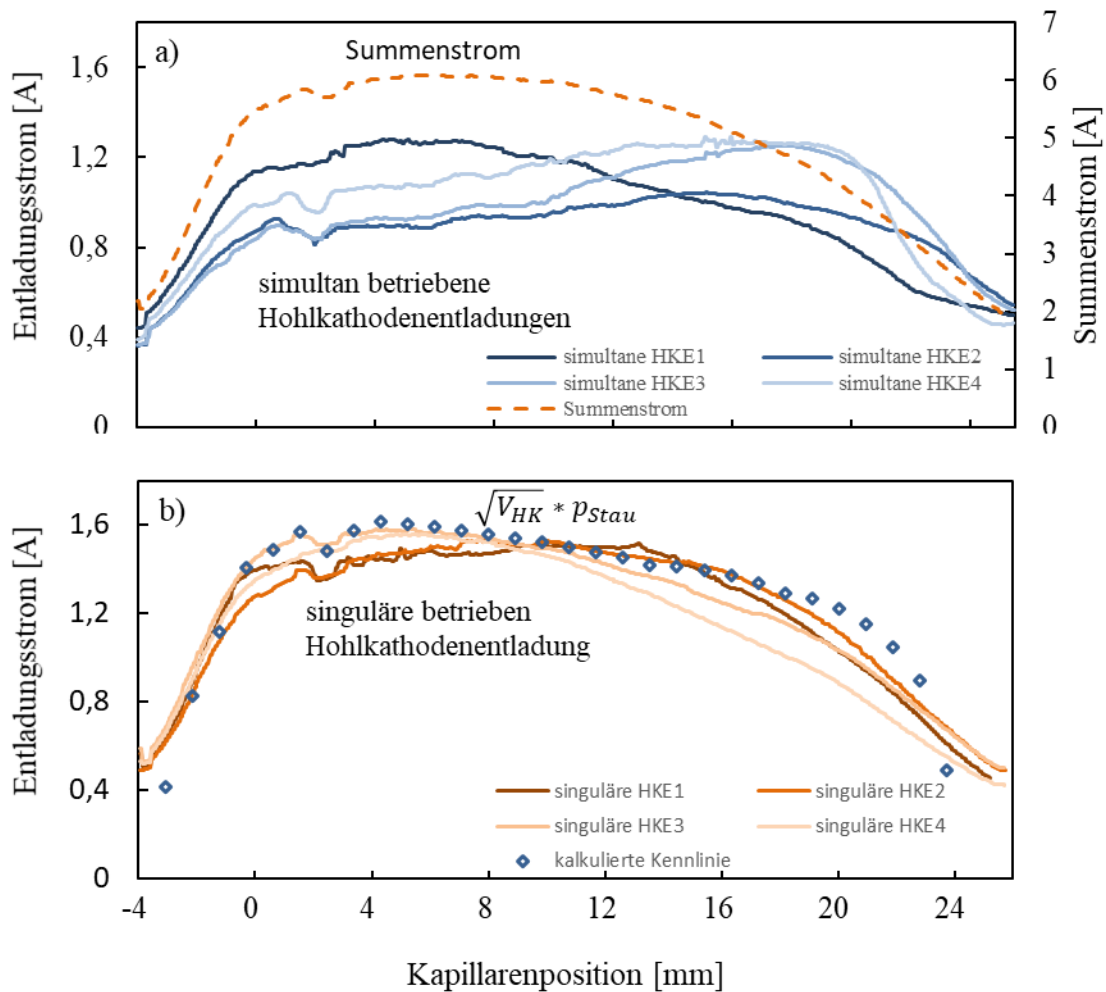 a)
Summenstrom
Entladungsstrom [A]
1,6
1,2
0,8
0,4
0
7
6
5
4
3
2
1
0
Summenstrom [A]
simultan betriebene
Hohlkathodenentladungen
simultane HKE1
simultane HKE2
simultane HKE3
simultane HKE4
Summenstrom
b)
√V_HK * p_Stau
Entladungsstrom [A]
1,6
1,2
0,8
0,4
0
singuläre betrieben
Hohlkathodenentladung
singuläre HKE1
singuläre HKE2
singuläre HKE3
singuläre HKE4
kalkulierte Kennlinie
-4 0 4 8 12 16 20 24
Kapillarenposition [mm]